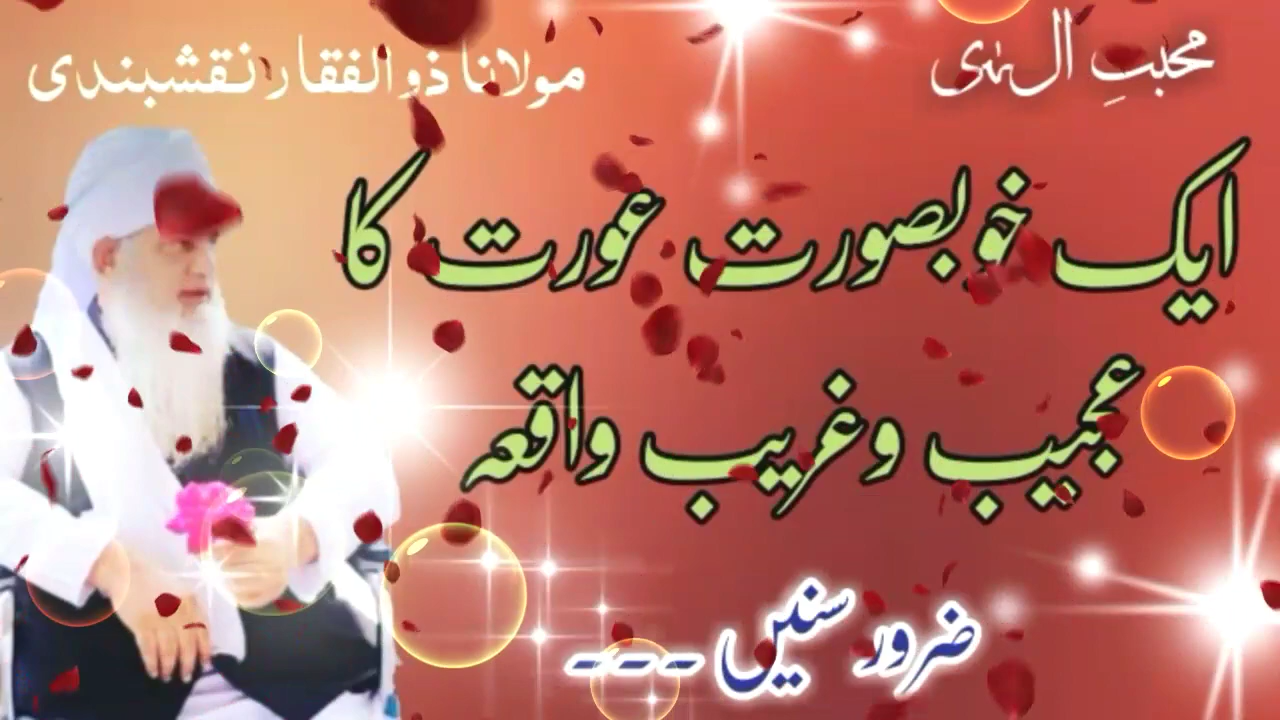 محبتِ الٰہی
مولانا ذوالفقار نقشبندی
ایک خوبصورت عورت کا
عجیب وغریب واقعہ
ضرور سنیں ۔۔۔